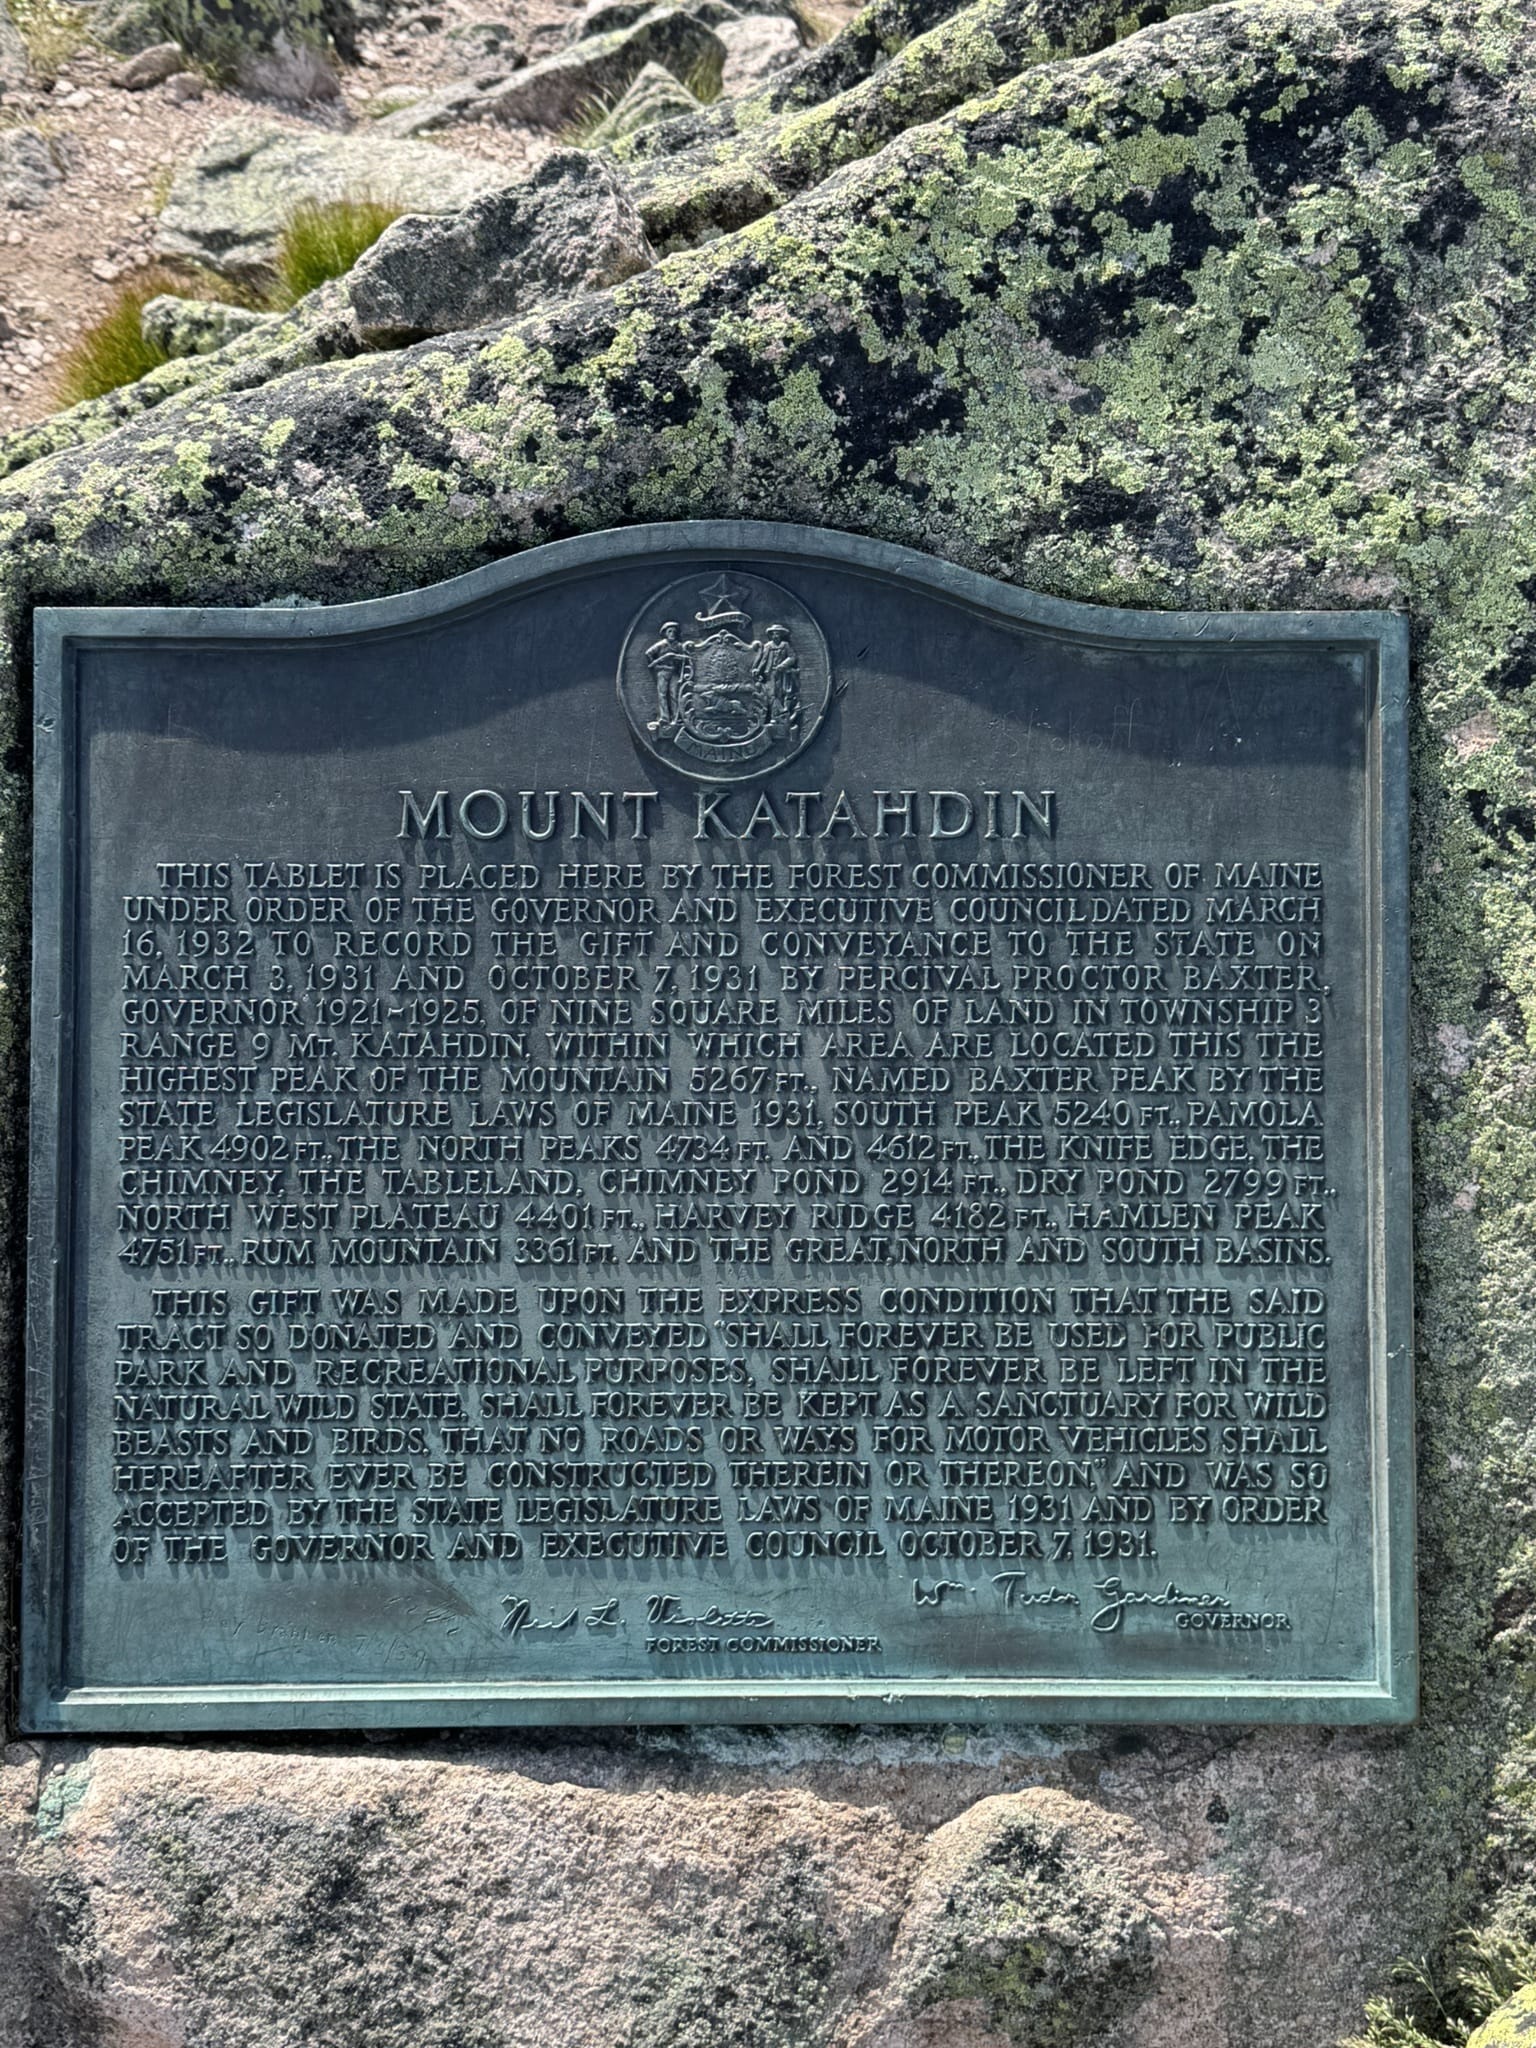 MAINE
MOUNT KATAHDIN
THIS TABLET IS PLACED HERE BY THE FOREST COMMISSIONER OF MAINE
UNDER ORDER OF THE GOVERNOR AND EXECUTIVE COUNCIL DATED MARCH
16, 1932 TO RECORD THE GIFT AND CONVEYANCE TO THE STATE ON
MARCH 3, 1931 AND OCTOBER 7, 1931 BY PERCIVAL PROCTOR BAXTER,
GOVERNOR 1921~1925, OF NINE SQUARE MILES OF LAND IN TOWNSHIP 3
RANGE 9 MT. KATAHDIN, WITHIN WHICH AREA ARE LOCATED THIS THE
HIGHEST PEAK OF THE MOUNTAIN 5267 FT., NAMED BAXTER PEAK BY THE
STATE LEGISLATURE LAWS OF MAINE 1931, SOUTH PEAK 5240 FT., PAMOLA
PEAK 4902 FT., THE NORTH PEAKS 4734 FT. AND 4612 FT., THE KNIFE EDGE, THE
CHIMNEY, THE TABLELAND, CHIMNEY POND 2914 FT., DRY POND 2799 FT.,
NORTH WEST PLATEAU 4401 FT., HARVEY RIDGE 4182 FT., HAMLEN PEAK
4751 FT., RUM MOUNTAIN 3361 FT. AND THE GREAT, NORTH AND SOUTH BASINS.
THIS GIFT WAS MADE UPON THE EXPRESS CONDITION THAT THE SAID
TRACT SO DONATED AND CONVEYED "SHALL FOREVER BE USED FOR PUBLIC
PARK AND RECREATIONAL PURPOSES, SHALL FOREVER BE LEFT IN THE
NATURAL WILD STATE, SHALL FOREVER BE KEPT AS A SANCTUARY FOR WILD
BEASTS AND BIRDS, THAT NO ROADS OR WAYS FOR MOTOR VEHICLES SHALL
HEREAFTER EVER BE CONSTRUCTED THEREIN OR THEREON" AND WAS SO
ACCEPTED BY THE STATE LEGISLATURE LAWS OF MAINE 1931 AND BY ORDER
OF THE GOVERNOR AND EXECUTIVE COUNCIL OCTOBER 7, 1931.
Neil L. Violette
FOREST COMMISSIONER
Wm. Tudor Gardiner
GOVERNOR